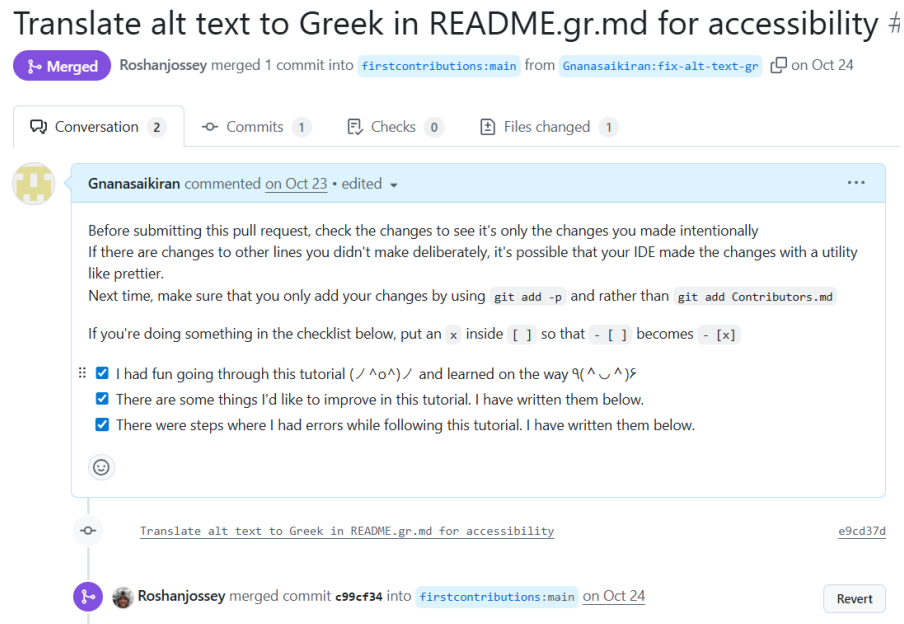 Translate alt text to Greek in README.gr.md for accessibility #
Merged Roshanjossey merged 1 commit into firstcontributions:main from Gnanasaikiran:fix-alt-text-gr on Oct 24
Conversation 2 Commits 1 Checks 0 Files changed 1
Gnanasaikiran commented on Oct 23 • edited
Before submitting this pull request, check the changes to see it's only the changes you made intentionally
If there are changes to other lines you didn't make deliberately, it's possible that your IDE made the changes with a utility
like prettier.
Next time, make sure that you only add your changes by using git add -p and rather than git add Contributors.md
If you're doing something in the checklist below, put an x inside [ ] so that - [ ] becomes - [x]
I had fun going through this tutorial (ノ^o^)ノ and learned on the way ٩(^‿^)۶
There are some things I'd like to improve in this tutorial. I have written them below.
There were steps where I had errors while following this tutorial. I have written them below.
Translate alt text to Greek in README.gr.md for accessibility e9cd37d
Roshanjossey merged commit c99cf34 into firstcontributions:main on Oct 24 Revert